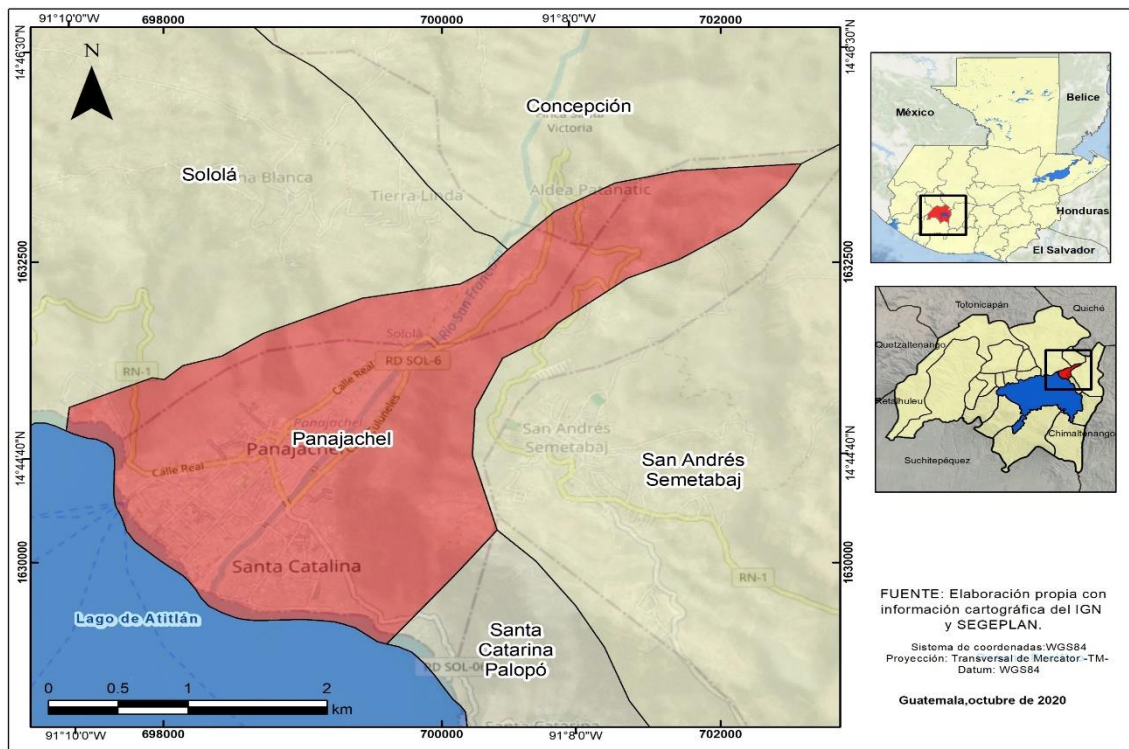 91°10'0"W
698000
700000
91°8'0"W
702000
14°46'30"N
14°46'30"N
N
Concepción
Victoria
Sololá
Blanca
Tierra Linda
Aldea Patanatic
1632500
1632500
Sololá
RD SOL-6
RN-1
Calle Real
Panajachel
Panajachel
Calle Real
San Andrés
Semetabaj
San Andrés
Semetabaj
14°44'40"N
14°44'40"N
1630000
1630000
Santa Catalina
RN-1
Lago de Atitlán
Santa
Catarina
Palopó
Santa Catarina
0 0.5 1 2
km
91°10'0"W
698000
700000
91°8'0"W
702000
México
Belice
Honduras
El Salvador
Totonicapán
Quiché
Quetzaltenango
Retalhuleu
Chimaltenango
Suchitepéquez
FUENTE: Elaboración propia con
información cartográfica del IGN
y SEGEPLAN.
Sistema de coordenadas:WGS84
Proyección: Transversal de Mercator -TM-
Datum: WGS84
Guatemala,octubre de 2020